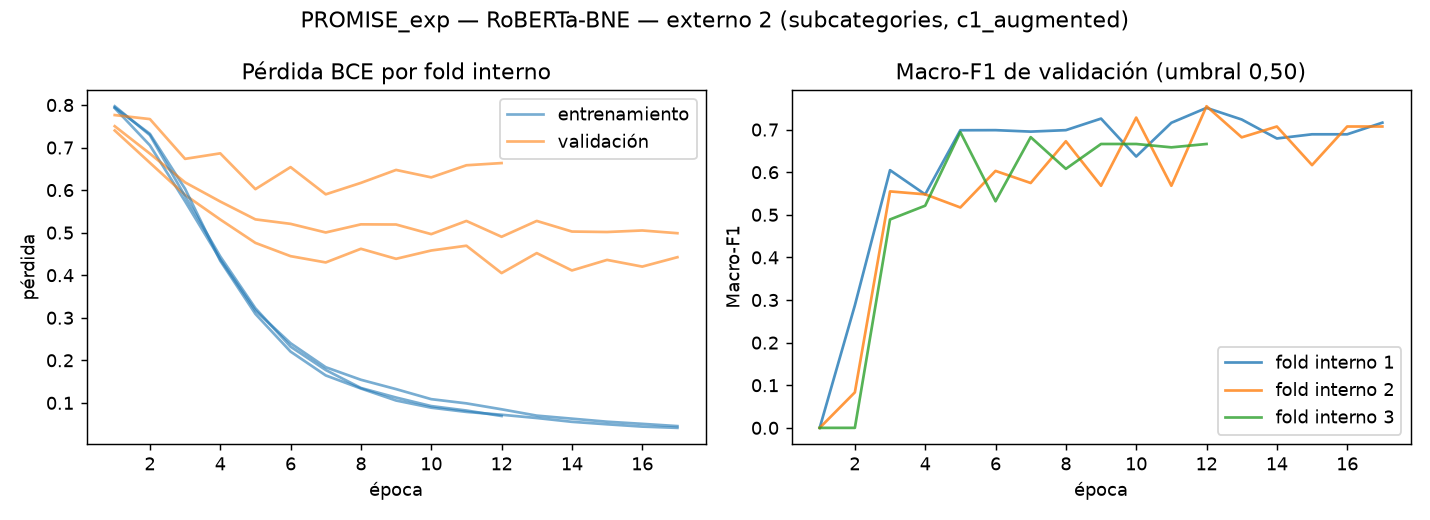 PROMISE_exp — RoBERTa-BNE — externo 2 (subcategories, c1_augmented)
Pérdida BCE por fold interno
pérdida
0.8
0.7
0.6
0.5
0.4
0.3
0.2
0.1
entrenamiento
validación
2 4 6 8 10 12 14 16
época
Macro-F1 de validación (umbral 0,50)
Macro-F1
0.7
0.6
0.5
0.4
0.3
0.2
0.1
0.0
fold interno 1
fold interno 2
fold interno 3
2 4 6 8 10 12 14 16
época